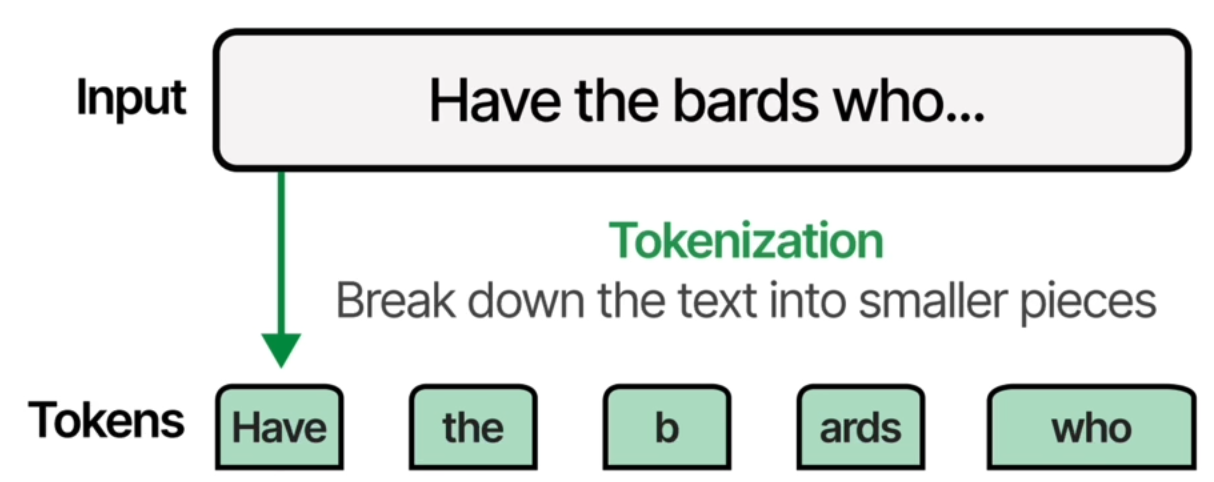 Input Have the bards who...
Tokenization
Break down the text into smaller pieces
Tokens Have the b ards who